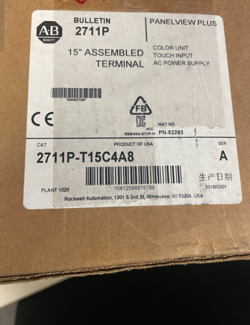 AB
BULLETIN
2711P
PANELVIEW PLUS
15" ASSEMBLED
TERMINAL
COLOR UNIT
TOUCH INPUT
AC POWER SUPPLY
CE
FB
MAT NO
PN-52263
CAT
PRODUCT OF USA
SER
2711P-T15C4A8
A
生产日期
PLANT 1020
Rockwell Automation, 1201 S 2nd St, Milwaukee, WI 53204, USA